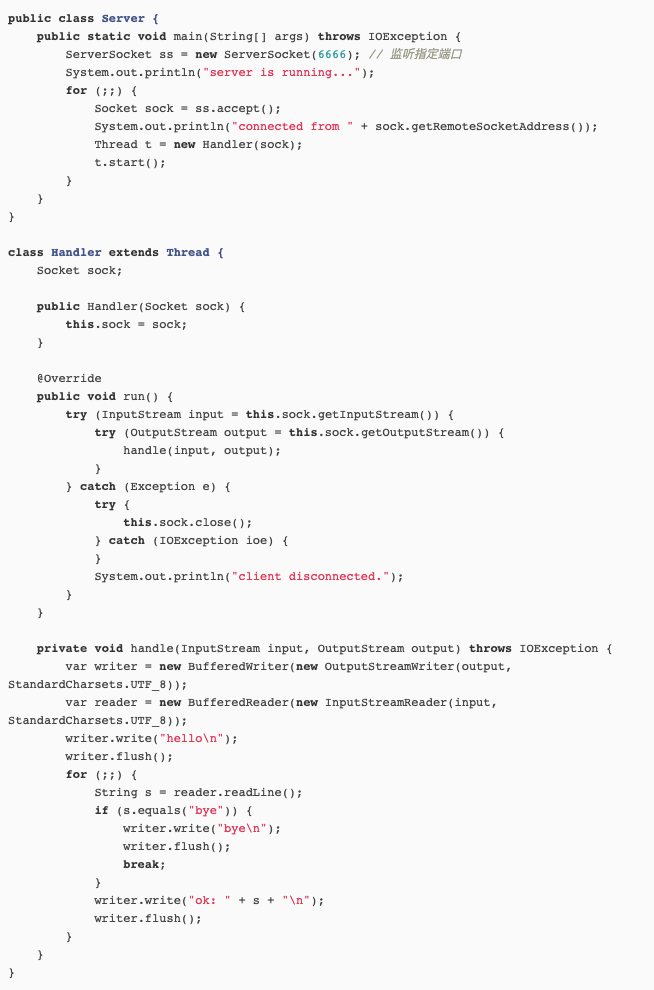 public class Server {
    public static void main(String[] args) throws IOException {
        ServerSocket ss = new ServerSocket(6666); // 监听指定端口
        System.out.println("server is running...");
        for (;;) {
            Socket sock = ss.accept();
            System.out.println("connected from " + sock.getRemoteSocketAddress());
            Thread t = new Handler(sock);
            t.start();
        }
    }
}

class Handler extends Thread {
    Socket sock;

    public Handler(Socket sock) {
        this.sock = sock;
    }

    @Override
    public void run() {
        try (InputStream input = this.sock.getInputStream()) {
            try (OutputStream output = this.sock.getOutputStream()) {
                handle(input, output);
            }
        } catch (Exception e) {
            try {
                this.sock.close();
            } catch (IOException ioe) {
            }
            System.out.println("client disconnected.");
        }
    }

    private void handle(InputStream input, OutputStream output) throws IOException {
        var writer = new BufferedWriter(new OutputStreamWriter(output,
StandardCharsets.UTF_8));
        var reader = new BufferedReader(new InputStreamReader(input,
StandardCharsets.UTF_8));
        writer.write("hello\n");
        writer.flush();
        for (;;) {
            String s = reader.readLine();
            if (s.equals("bye")) {
                writer.write("bye\n");
                writer.flush();
                break;
            }
            writer.write("ok: " + s + "\n");
            writer.flush();
        }
    }
}